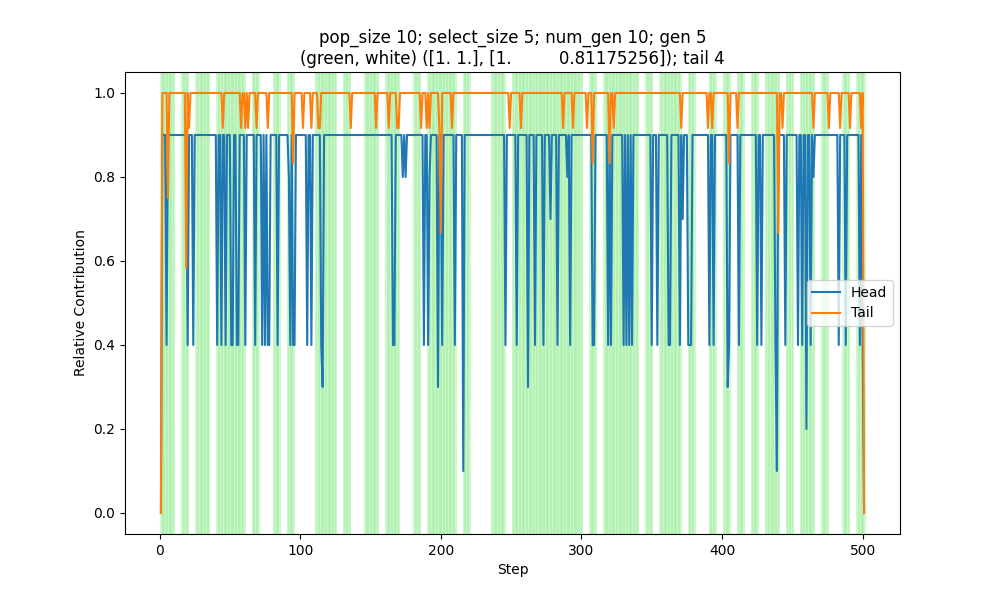 pop_size 10; select_size 5; num_gen 10; gen 5
(green, white) ([1. 1.], [1.         0.81175256]); tail 4
1.0
0.8
0.6
0.4
0.2
0.0
Relative Contribution
Head
Tail
0
100
200
300
400
500
Step